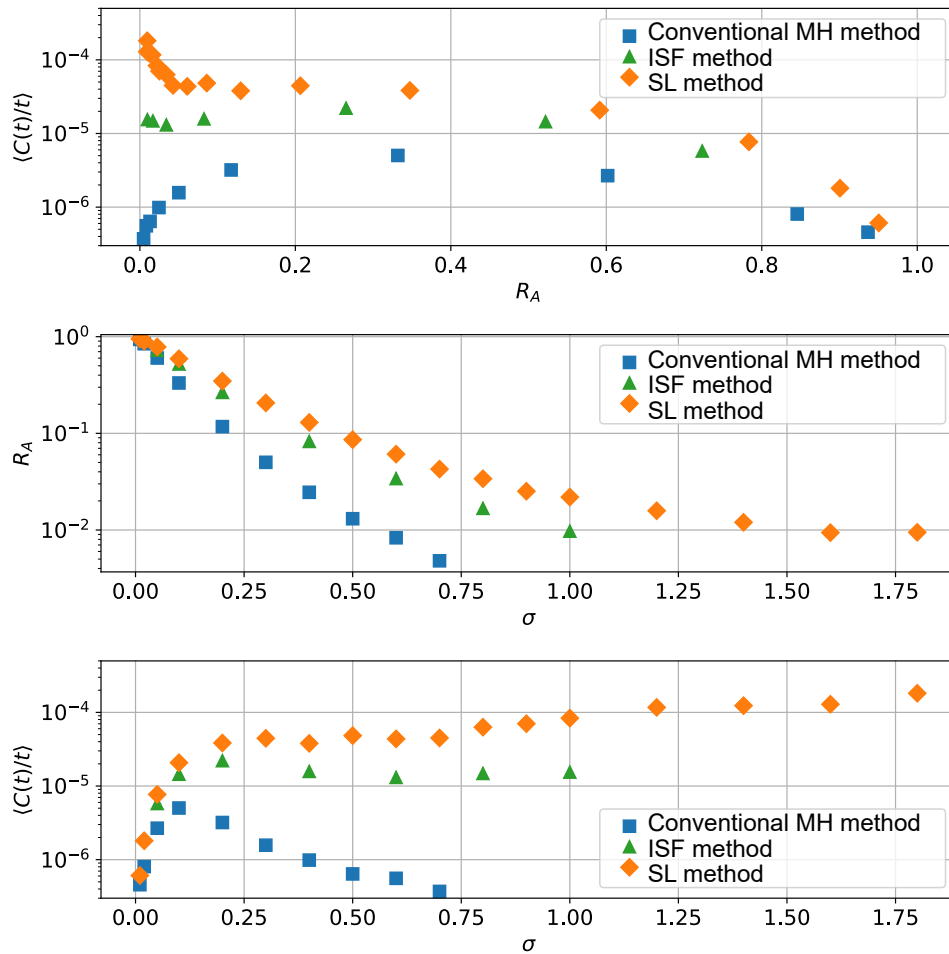 ⟨C(t)/t⟩
10⁻⁴
10⁻⁵
10⁻⁶
Conventional MH method
ISF method
SL method
0.0 0.2 0.4 0.6 0.8 1.0
R_A
R_A
10⁰
10⁻¹
10⁻²
Conventional MH method
ISF method
SL method
0.00 0.25 0.50 0.75 1.00 1.25 1.50 1.75
σ
⟨C(t)/t⟩
10⁻⁴
10⁻⁵
10⁻⁶
Conventional MH method
ISF method
SL method
0.00 0.25 0.50 0.75 1.00 1.25 1.50 1.75
σ